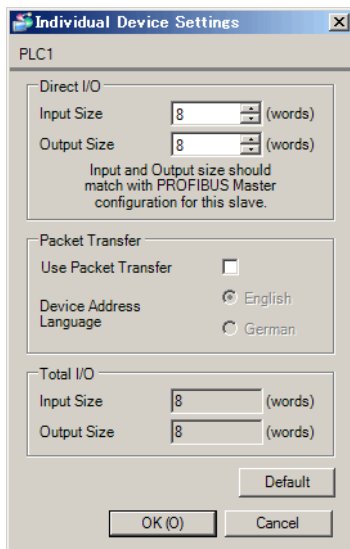 Individual Device Settings
PLC1
Direct I/O
Input Size 8 (words)
Output Size 8 (words)
Input and Output size should
match with PROFIBUS Master
configuration for this slave.
Packet Transfer
Use Packet Transfer
Device Address
Language
English
German
Total I/O
Input Size 8 (words)
Output Size 8 (words)
Default
OK (O) Cancel